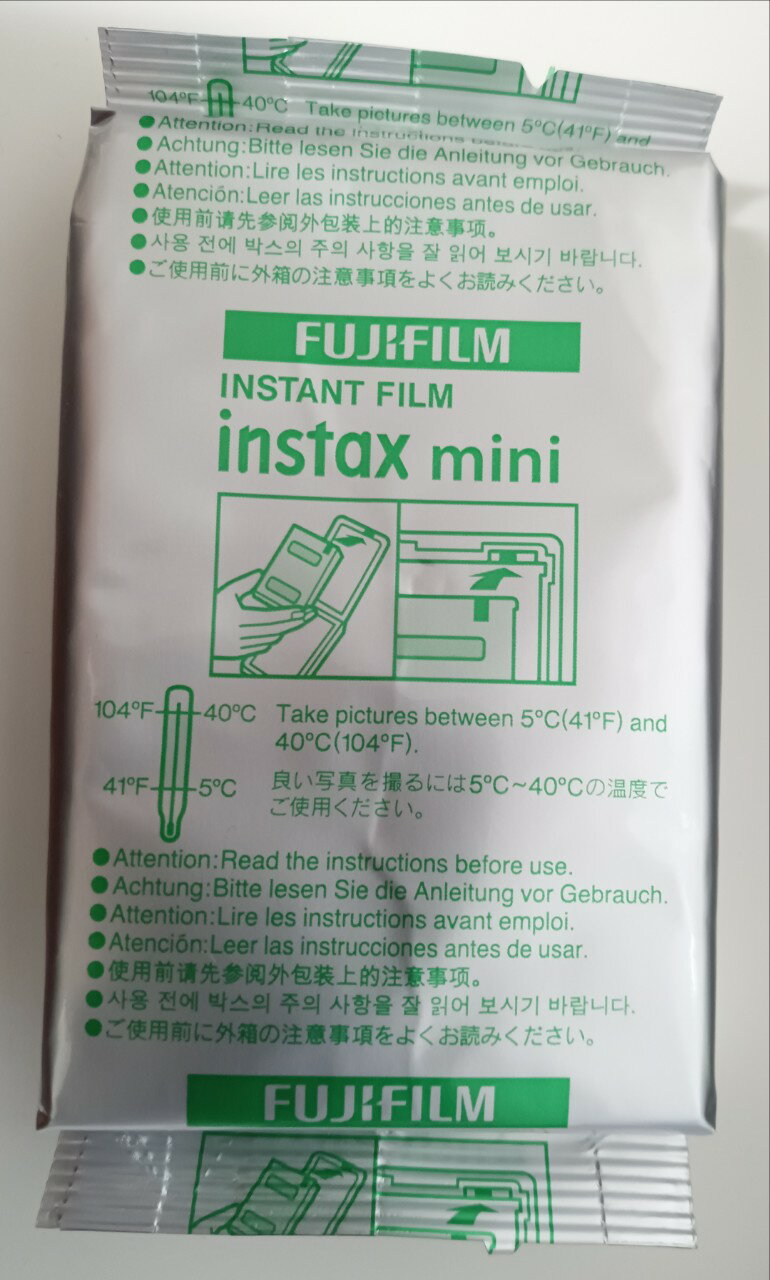 104°F 40°C Take pictures between 5°C(41°F) and
●Attention:Read the instructions before use.
●Achtung:Bitte lesen Sie die Anleitung vor Gebrauch.
●Attention:Lire les instructions avant emploi.
●Atención:Leer las instrucciones antes de usar.
●使用前请先参阅外包装上的注意事项。
●사용 전에 박스의 주의 사항을 잘 읽어 보시기 바랍니다.
●ご使用前に外箱の注意事項をよくお読みください。
FUJIFILM
INSTANT FILM
instax mini
104°F 40°C Take pictures between 5°C(41°F) and
40°C(104°F).
41°F 5°C 良い写真を撮るには5°C~40°Cの温度で
ご使用ください。
●Attention:Read the instructions before use.
●Achtung:Bitte lesen Sie die Anleitung vor Gebrauch.
●Attention:Lire les instructions avant emploi.
●Atención:Leer las instrucciones antes de usar.
●使用前请先参阅外包装上的注意事项。
●사용 전에 박스의 주의 사항을 잘 읽어 보시기 바랍니다.
●ご使用前に外箱の注意事項をよくお読みください。
FUJIFILM